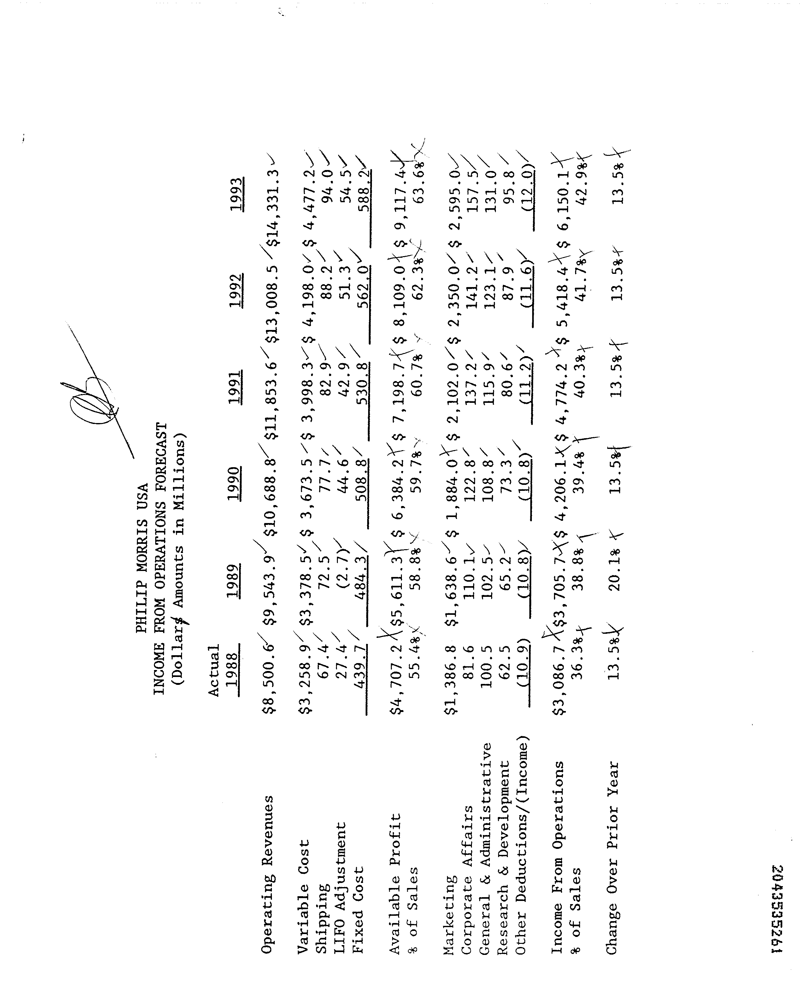 PHILIP MORRIS USA
INCOME FROM OPERATIONS FORECAST
(Dollars Amounts in Millions)
Actual
1988 1989 1990 1991 1992 1993
Operating Revenues $8,500.6 $9,543.9 $10,688.8 $11,853.6 $13,008.5 $14,331.3
Variable Cost $3,258.9 $3,378.5 $ 3,673.5 $ 3,998.3 $ 4,198.0 $ 4,477.2
Shipping 67.4 72.5 77.7 82.9 88.2 94.0
LIFO Adjustment 27.4 (2.7) 44.6 42.9 51.3 54.5
Fixed Cost 439.7 484.3 508.8 530.8 562.0 588.2
Available Profit $4,707.2 $5,611.3 $ 6,384.2 $ 7,198.7 $ 8,109.0 $ 9,117.4
% of Sales 55.4% 58.8% 59.7% 60.7% 62.3% 63.6%
Marketing $1,386.8 $1,638.6 $ 1,884.0 $ 2,102.0 $ 2,350.0 $ 2,595.0
Corporate Affairs 81.6 110.1 122.8 137.2 141.2 157.5
General & Administrative 100.5 102.5 108.8 115.9 123.1 131.0
Research & Development 62.5 65.2 73.3 80.6 87.9 95.8
Other Deductions/(Income) (10.9) (10.8) (10.8) (11.2) (11.6) (12.0)
Income From Operations $3,086.7 $3,705.7 $ 4,206.1 $ 4,774.2 $ 5,418.4 $ 6,150.1
% of Sales 36.3% 38.8% 39.4% 40.3% 41.7% 42.9%
Change Over Prior Year 13.5% 20.1% 13.5% 13.5% 13.5% 13.5%
2043535261